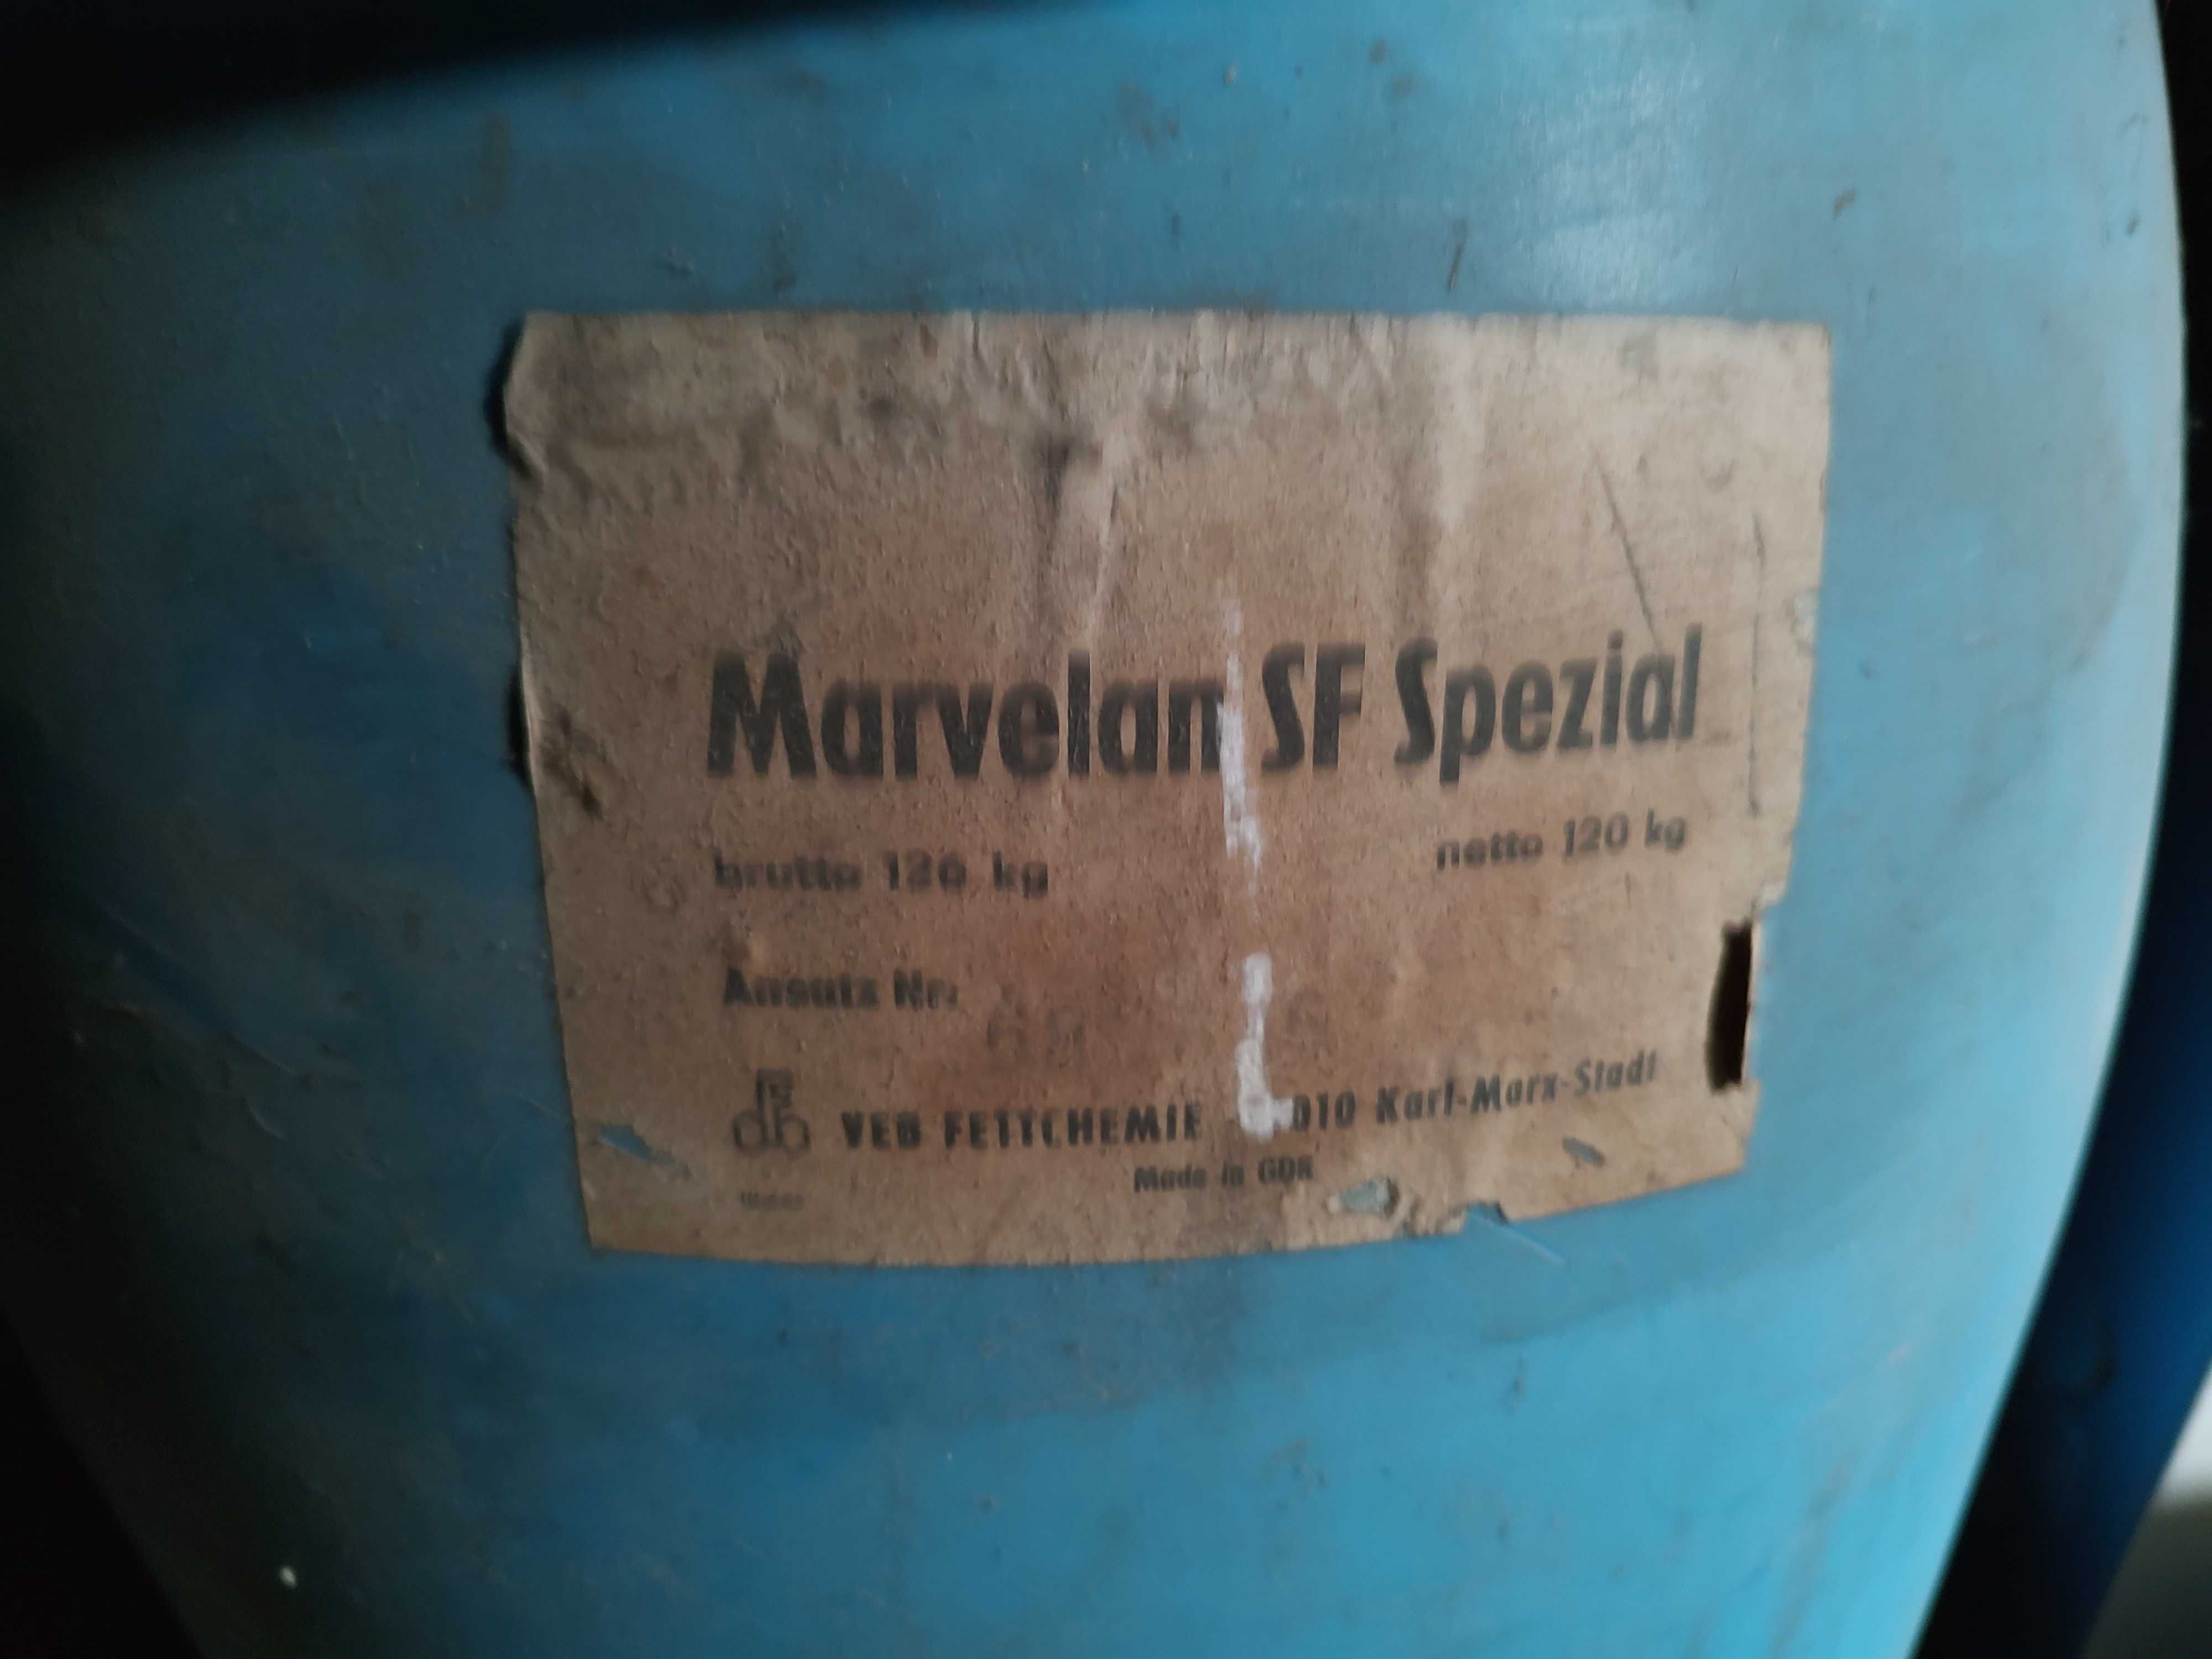 Marvelan SF Spezial
brutto 126 kg netto 120 kg
Ansatz Nr.
VEB FETTCHEMIE 010 Karl-Marx-Stadt
Made in GDR